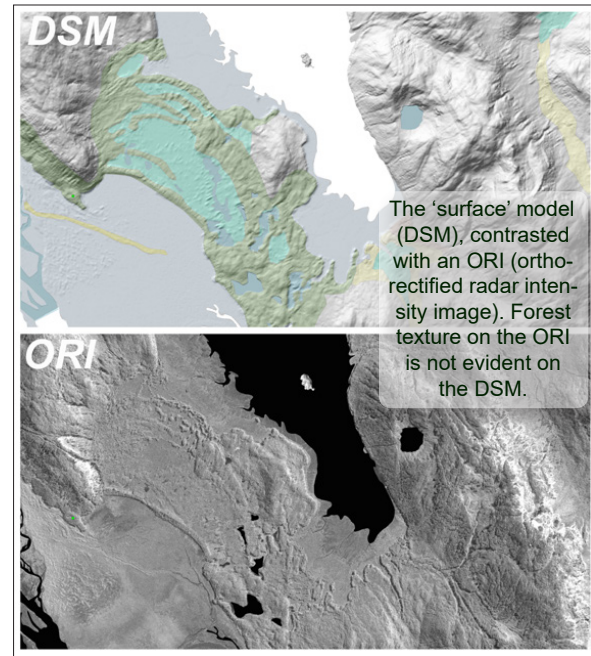 DSM
The ‘surface’ model
(DSM), contrasted
with an ORI (ortho-
rectified radar inten-
sity image). Forest
texture on the ORI
is not evident on
the DSM.
ORI